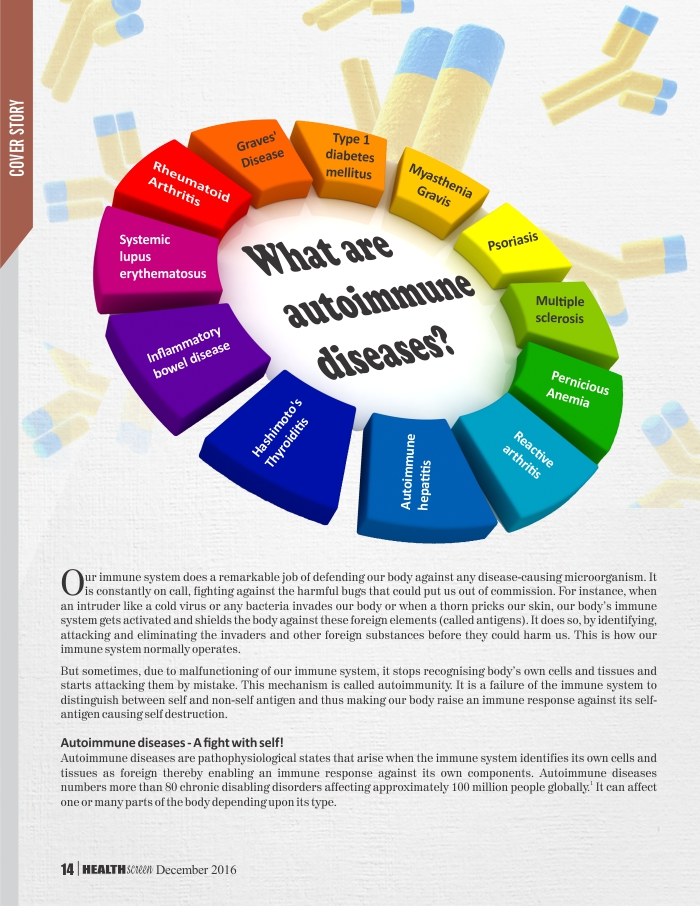 COVER STORY
Graves'
Disease
Type 1
diabetes
mellitus
Myasthenia
Gravis
Psoriasis
Multiple
sclerosis
Pernicious
Anemia
Reactive
arthritis
Autoimmune
hepatitis
Hashimoto's
Thyroiditis
Inflammatory
bowel disease
Systemic
lupus
erythematosus
Rheumatoid
Arthritis
What are
autoimmune
diseases?
Our immune system does a remarkable job of defending our body against any disease-causing microorganism. It
is constantly on call, fighting against the harmful bugs that could put us out of commission. For instance, when
an intruder like a cold virus or any bacteria invades our body or when a thorn pricks our skin, our body's immune
system gets activated and shields the body against these foreign elements (called antigens). It does so, by identifying,
attacking and eliminating the invaders and other foreign substances before they could harm us. This is how our
immune system normally operates.
But sometimes, due to malfunctioning of our immune system, it stops recognising body's own cells and tissues and
starts attacking them by mistake. This mechanism is called autoimmunity. It is a failure of the immune system to
distinguish between self and non-self antigen and thus making our body raise an immune response against its self-
antigen causing self destruction.
Autoimmune diseases - A fight with self!
Autoimmune diseases are pathophysiological states that arise when the immune system identifies its own cells and
tissues as foreign thereby enabling an immune response against its own components. Autoimmune diseases
numbers more than 80 chronic disabling disorders affecting approximately 100 million people globally.¹ It can affect
one or many parts of the body depending upon its type.
14 | HEALTHscreen December 2016